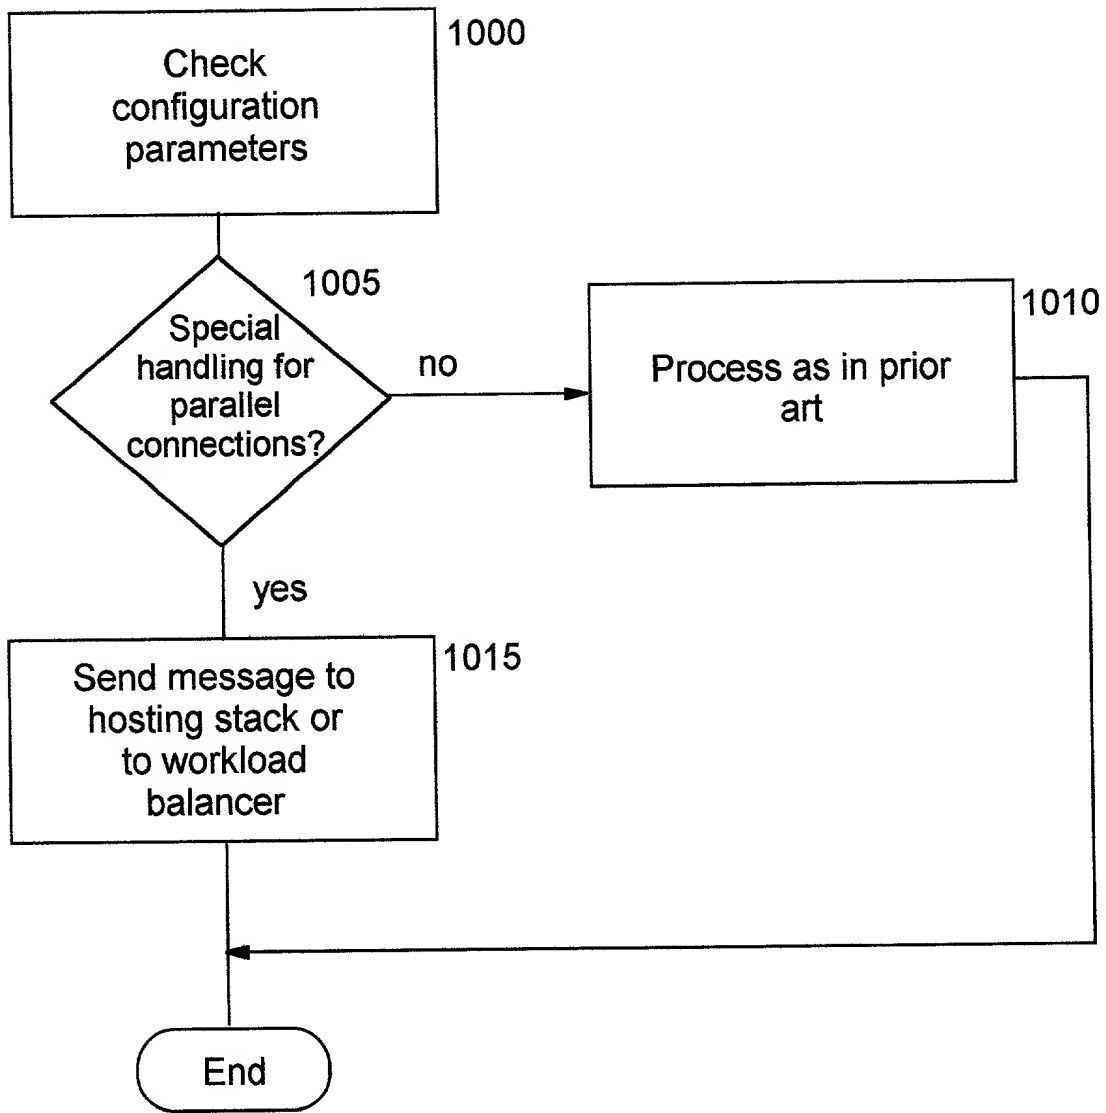 1000
Check
configuration
parameters
1005
Special
handling for
parallel
connections?
no
1010
Process as in prior
art
yes
1015
Send message to
hosting stack or
to workload
balancer
End